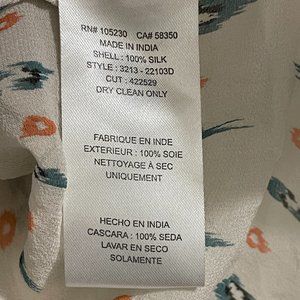 RN# 105230 CA# 58350
MADE IN INDIA
SHELL : 100% SILK
STYLE : 3213 - 22103D
CUT : 422529
DRY CLEAN ONLY
FABRIQUE EN INDE
EXTERIEUR : 100% SOIE
NETTOYAGE À SEC
UNIQUEMENT
HECHO EN INDIA
CASCARA : 100% SEDA
LAVAR EN SECO
SOLAMENTE